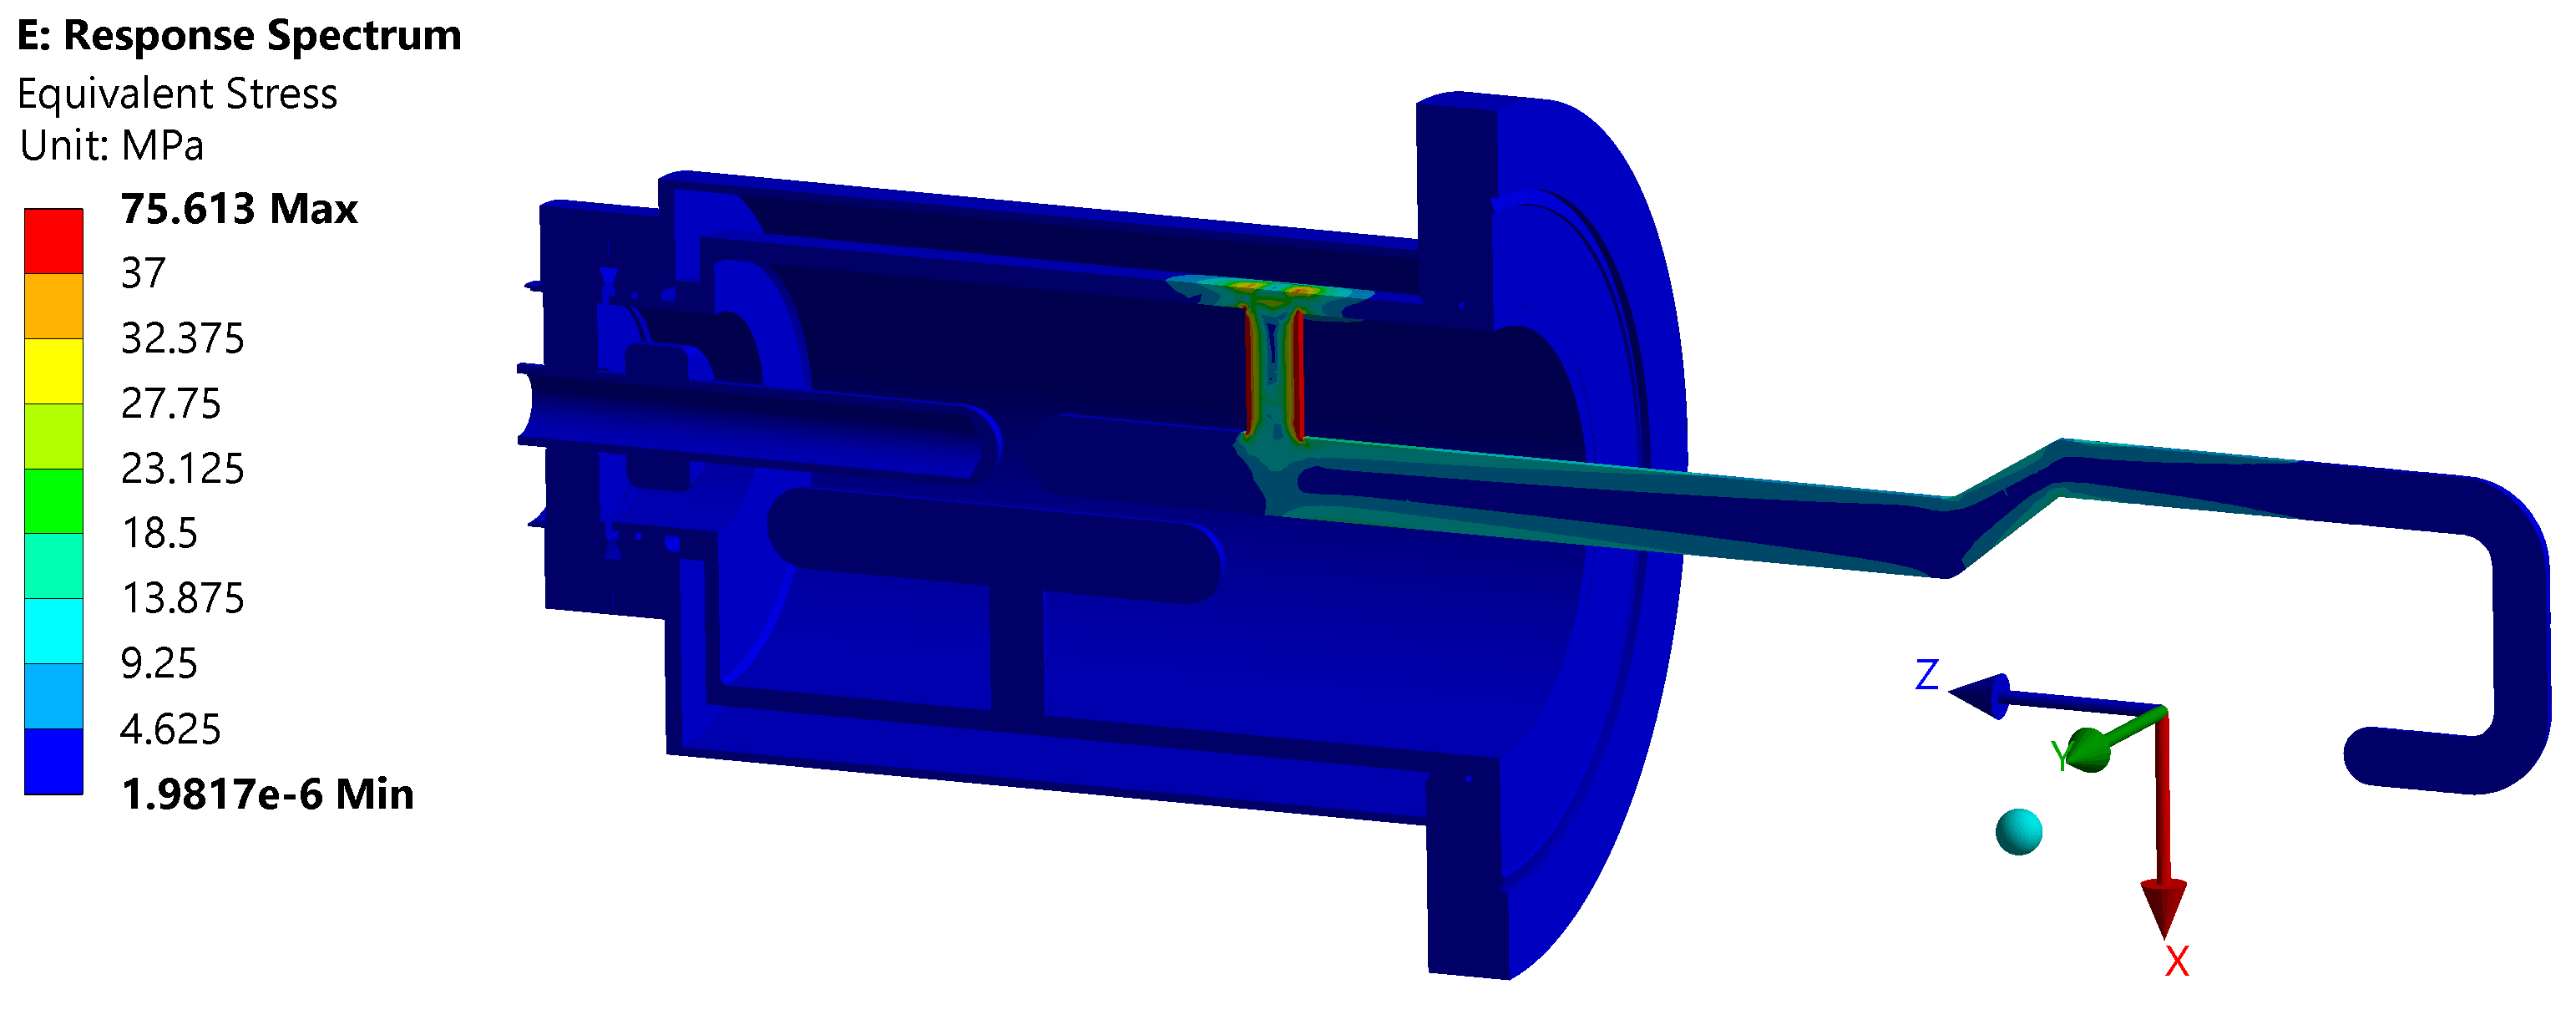 E: Response Spectrum
Equivalent Stress
Unit: MPa
75.613 Max
37
32.375
27.75
23.125
18.5
13.875
9.25
4.625
1.9817e-6 Min
Z
Y
X